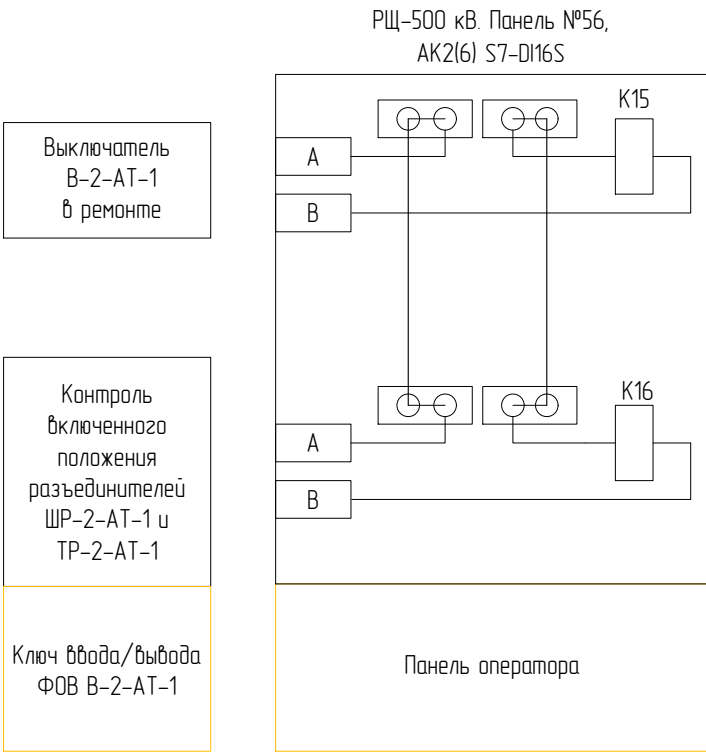 РЩ-500 кВ. Панель №56,
АК2(6) S7-DI16S
K15
Выключатель
В-2-АТ-1
в ремонте
A
B
K16
Контроль
включенного
положения
разъединителей
ШР-2-АТ-1 и
ТР-2-АТ-1
A
B
Ключ ввода/вывода
ФОВ В-2-АТ-1
Панель оператора